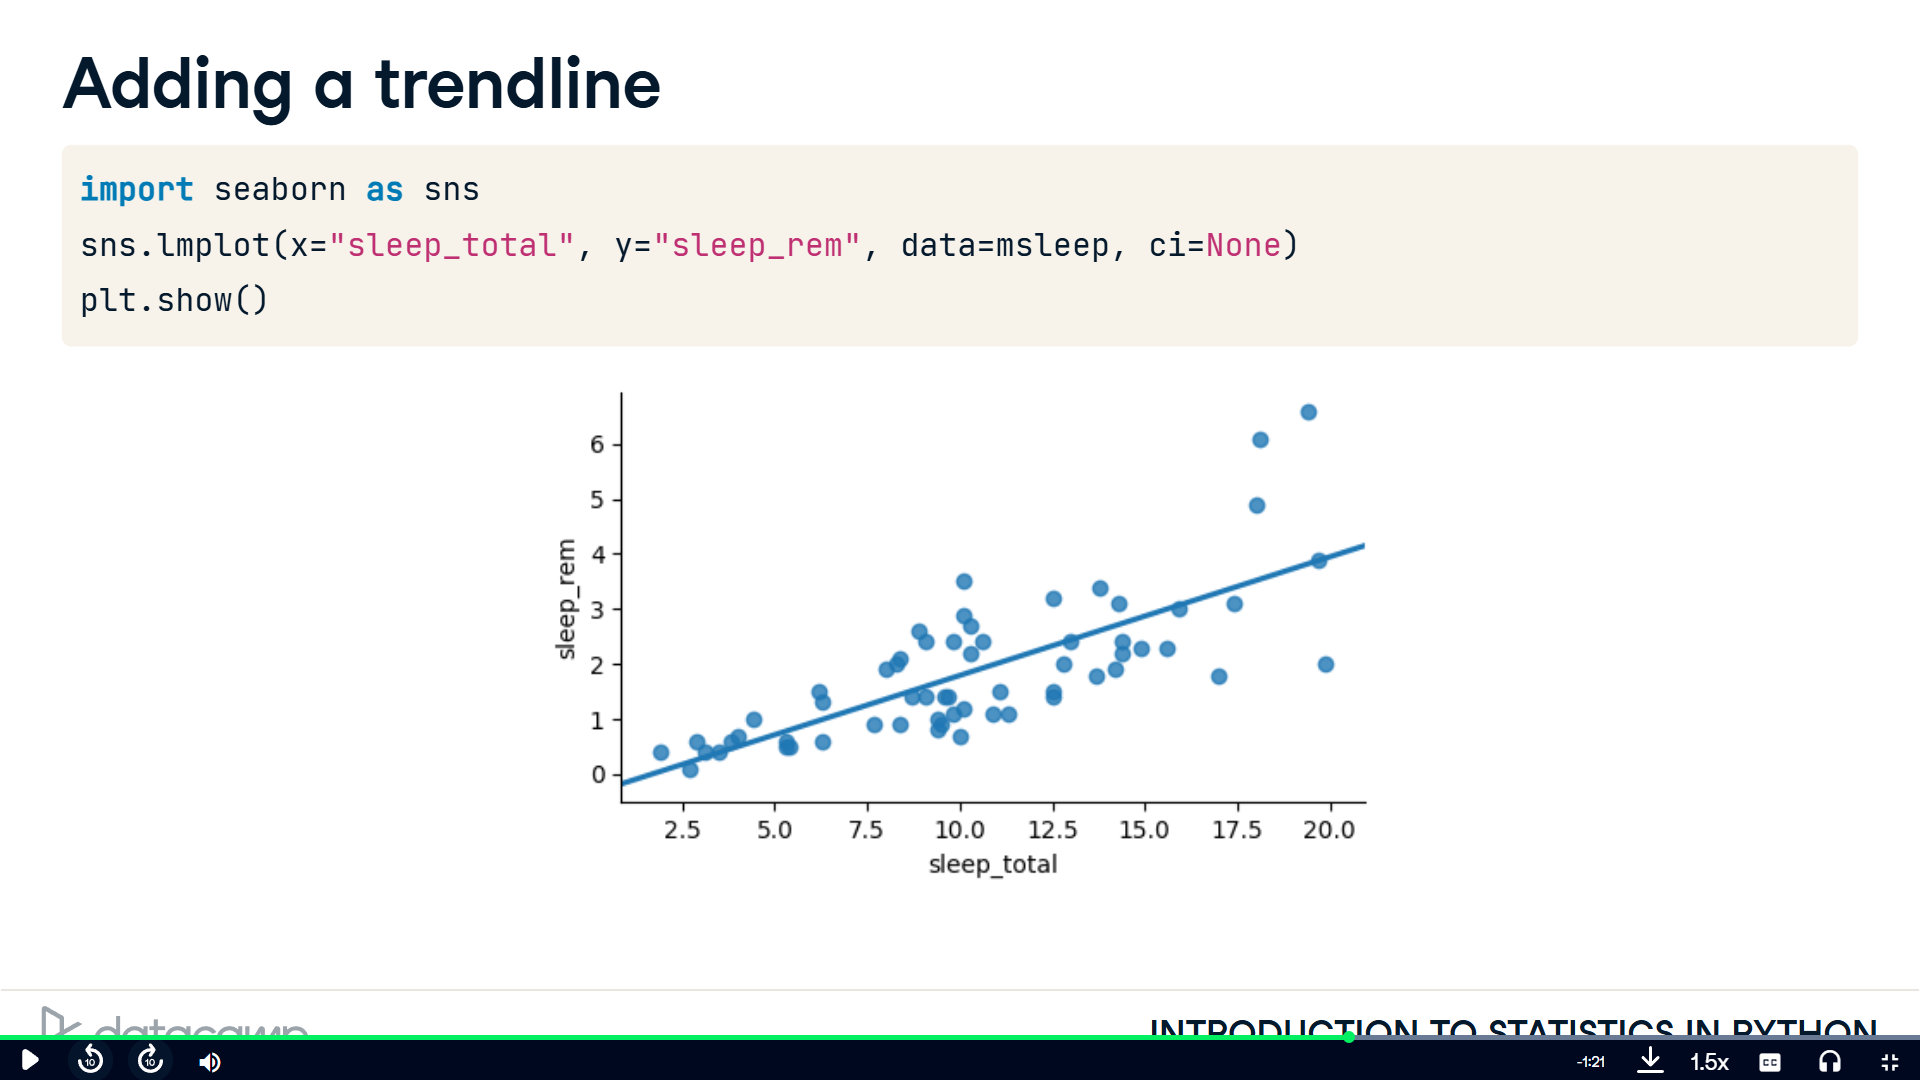 Adding a trendline
import seaborn as sns
sns.lmplot(x="sleep_total", y="sleep_rem", data=msleep, ci=None)
plt.show()
6
5
4
3
2
1
0
sleep_rem
2.5 5.0 7.5 10.0 12.5 15.0 17.5 20.0
sleep_total
datacamp
INTRODUCTION TO STATISTICS IN PYTHON
10 10 -1:21 1.5x CC